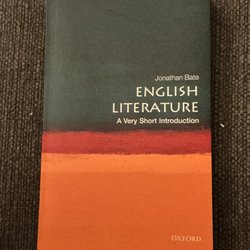 Jonathan Bate
ENGLISH
LITERATURE
A Very Short Introduction
OXFORD